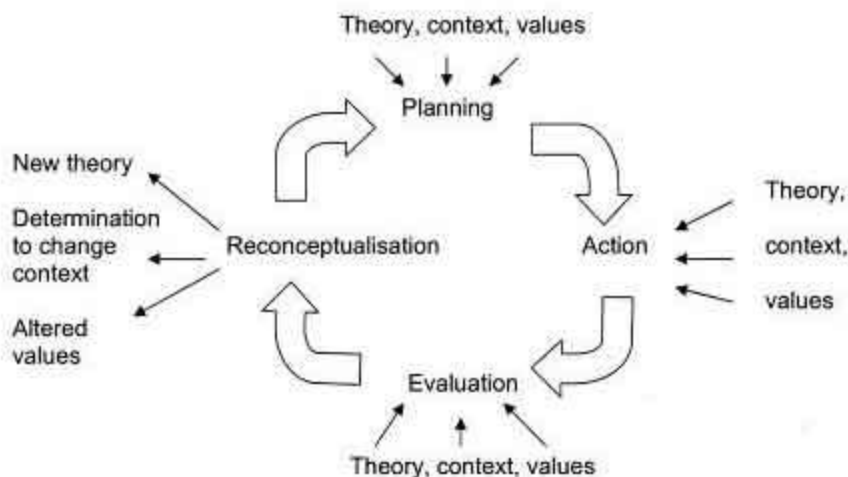 Theory, context, values
Planning
New theory
Determination
to change
context
Altered
values
Reconceptualisation
Action
Theory,
context,
values
Evaluation
Theory, context, values